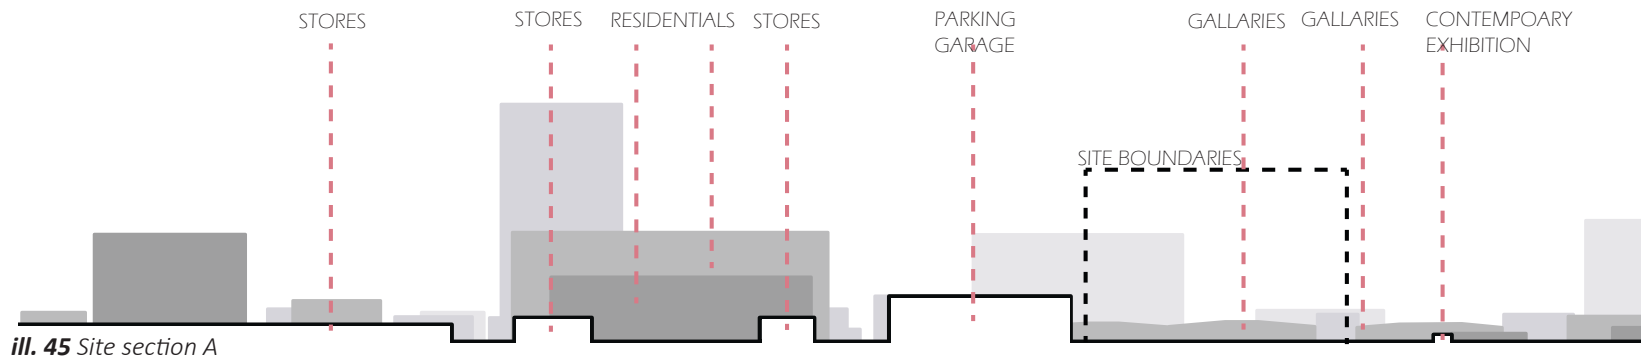 STORES
STORES
RESIDENTIALS
STORES
PARKING
GARAGE
GALLARIES
GALLARIES
CONTEMPOARY
EXHIBITION
SITE BOUNDARIES
ill. 45 Site section A